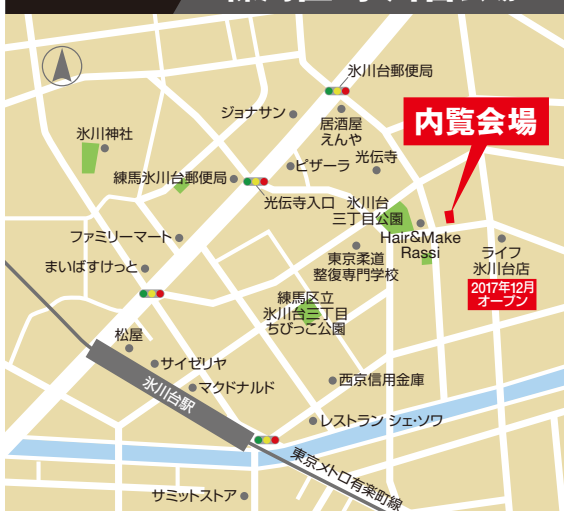 氷川台郵便局
ジョナサン
居酒屋
えんや
内覧会場
氷川神社
ピザーラ
光伝寺
練馬氷川台郵便局
光伝寺入口
氷川台
三丁目公園
Hair&Make
Rassi
ファミリーマート
東京柔道
整復専門学校
ライフ
氷川台店
2017年12月
オープン
まいばすけっと
練馬区立
氷川台三丁目
ちびっこ公園
松屋
サイゼリヤ
マクドナルド
西京信用金庫
氷川台駅
レストラン シェ・ソワ
東京メトロ有楽町線
サミットストア